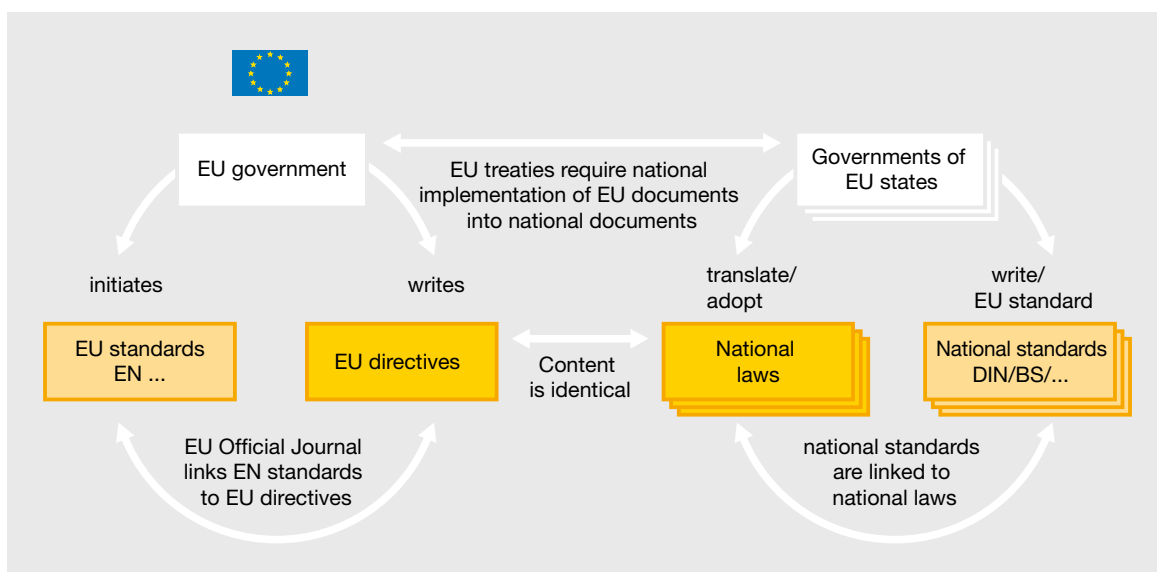 EU government
EU treaties require national
implementation of EU documents
into national documents
Governments of
EU states
initiates
writes
translate/
adopt
write/
EU standard
EU standards
EN ...
EU directives
Content
is identical
National
laws
National standards
DIN/BS/...
EU Official Journal
links EN standards
to EU directives
national standards
are linked to
national laws